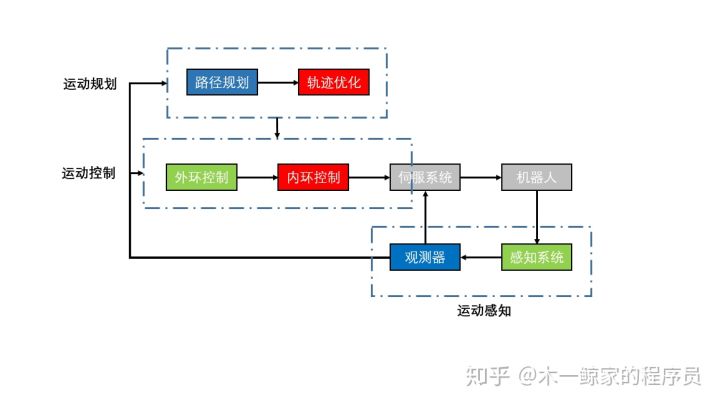 运动规划
路径规划
轨迹优化
运动控制
外环控制
内环控制
伺服系统
机器人
观测器
感知系统
运动感知
知乎 @木一鲸家的程序员